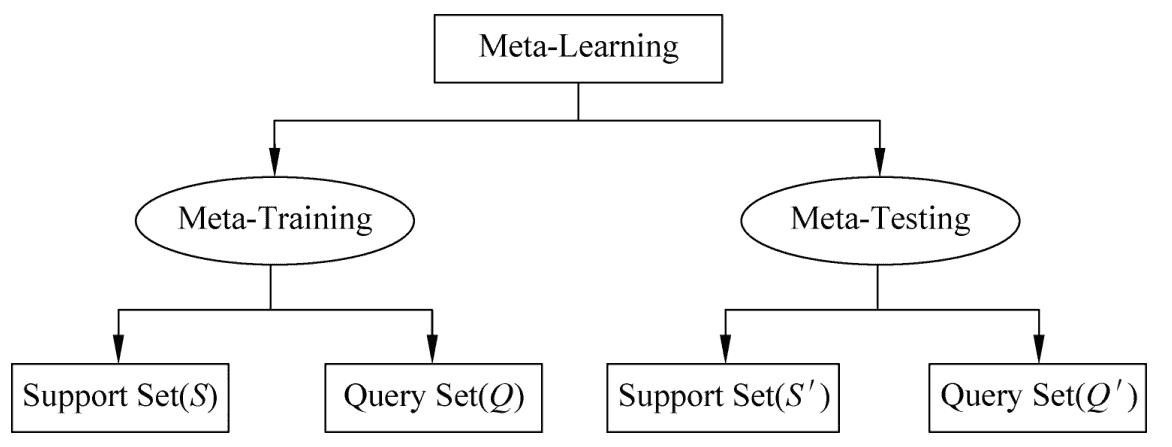 Meta-Learning
Meta-Training
Meta-Testing
Support Set(S)
Query Set(Q)
Support Set(S′)
Query Set(Q′)